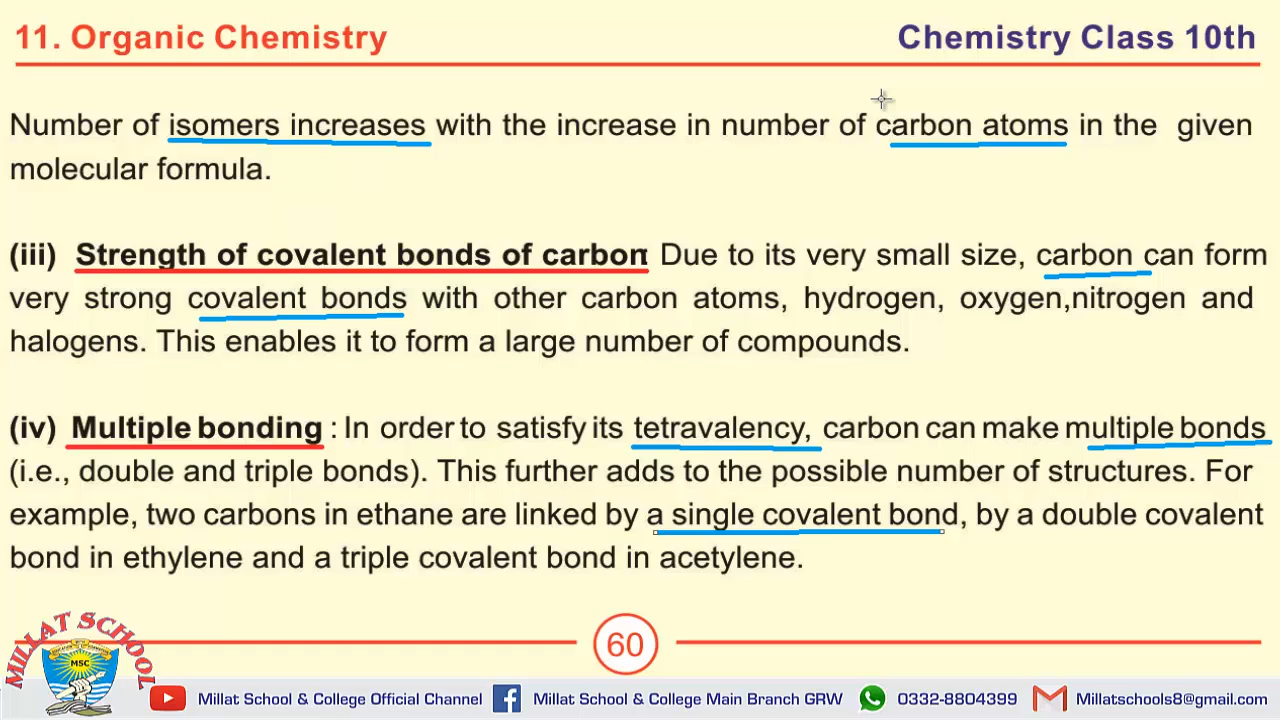 11. Organic Chemistry
Chemistry Class 10th
Number of isomers increases with the increase in number of carbon atoms in the given
molecular formula.
(iii) Strength of covalent bonds of carbon: Due to its very small size, carbon can form
very strong covalent bonds with other carbon atoms, hydrogen, oxygen,nitrogen and
halogens. This enables it to form a large number of compounds.
(iv) Multiple bonding : In order to satisfy its tetravalency, carbon can make multiple bonds
(i.e., double and triple bonds). This further adds to the possible number of structures. For
example, two carbons in ethane are linked by a single covalent bond, by a double covalent
bond in ethylene and a triple covalent bond in acetylene.
60
MILLAT SCHOOL
MSC
Millat School & College Official Channel
Millat School & College Main Branch GRW
0332-8804399
Millatschools8@gmail.com